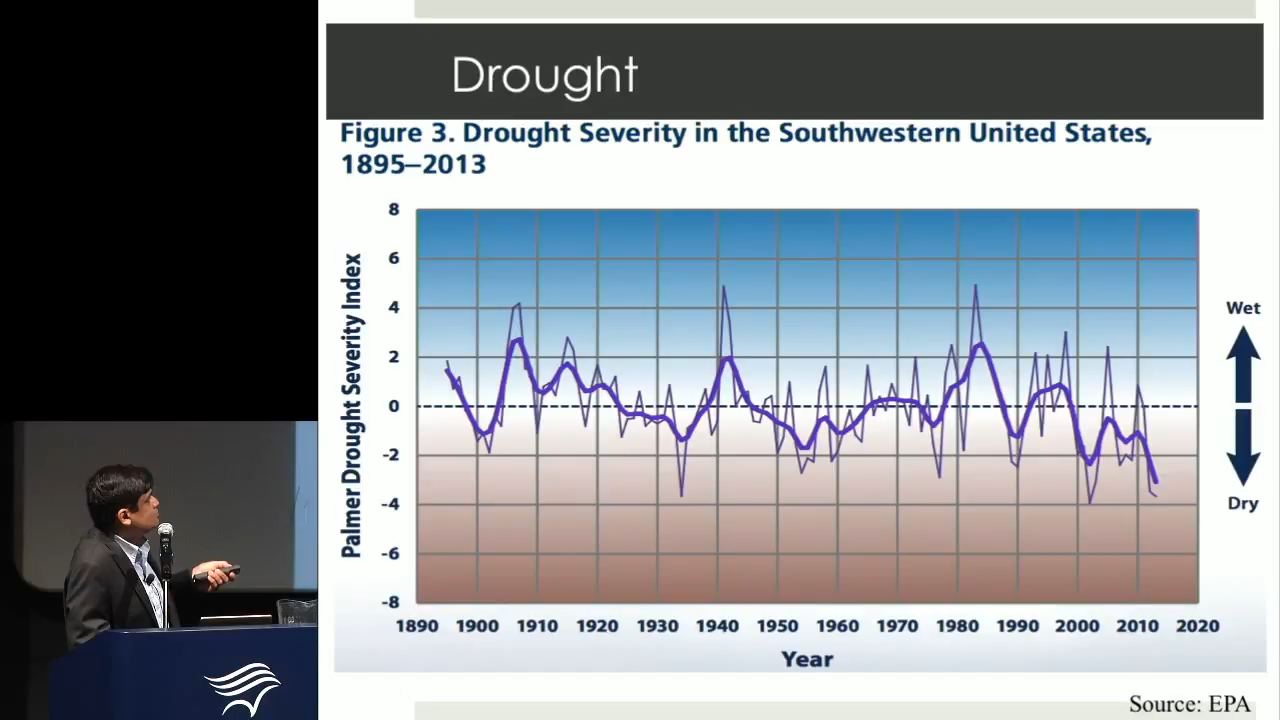 Drought
Figure 3. Drought Severity in the Southwestern United States,
1895–2013
8
6
4
2
0
-2
-4
-6
-8
Palmer Drought Severity Index
1890 1900 1910 1920 1930 1940 1950 1960 1970 1980 1990 2000 2010 2020
Year
Wet
Dry
Source: EPA